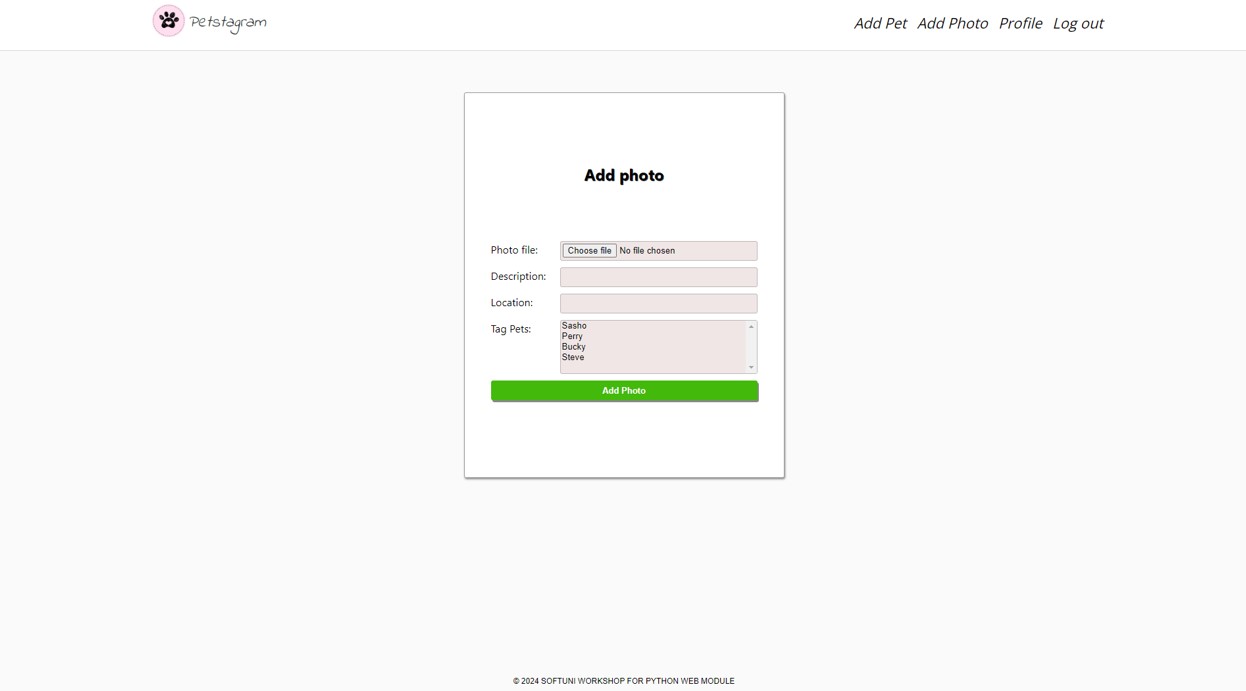 Petstagram
Add Pet Add Photo Profile Log out
Add photo
Photo file: Choose file No file chosen
Description:
Location:
Tag Pets: Sasho
Perry
Bucky
Steve
Add Photo
© 2024 SOFTUNI WORKSHOP FOR PYTHON WEB MODULE